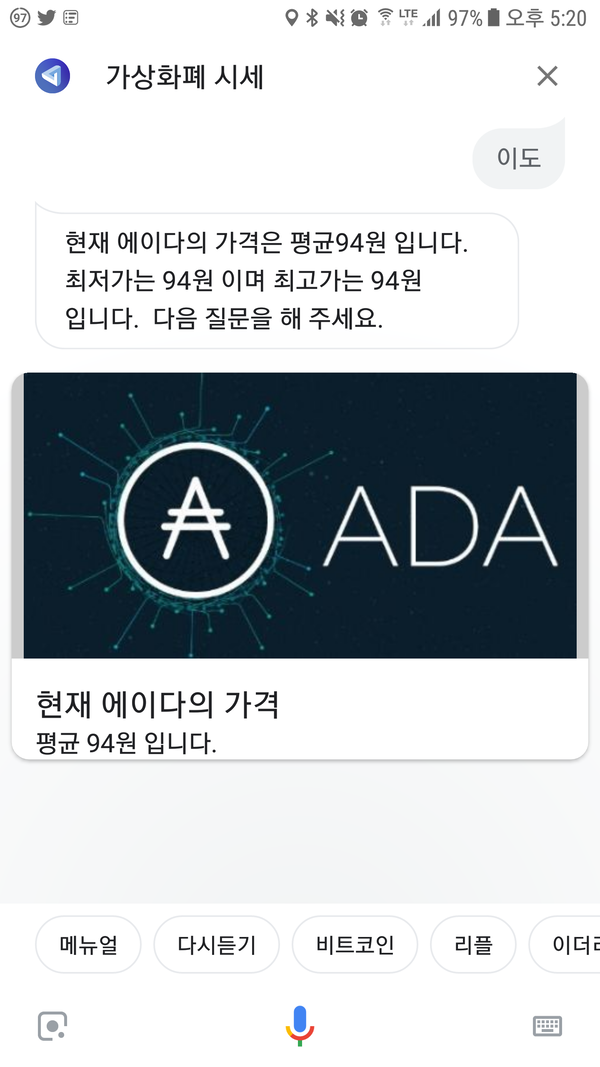 97 LTE 97% 오후 5:20
가상화폐 시세
이도
현재 에이다의 가격은 평균94원 입니다.
최저가는 94원 이며 최고가는 94원
입니다. 다음 질문을 해 주세요.
ADA
현재 에이다의 가격
평균 94원 입니다.
메뉴얼 다시듣기 비트코인 리플 이더